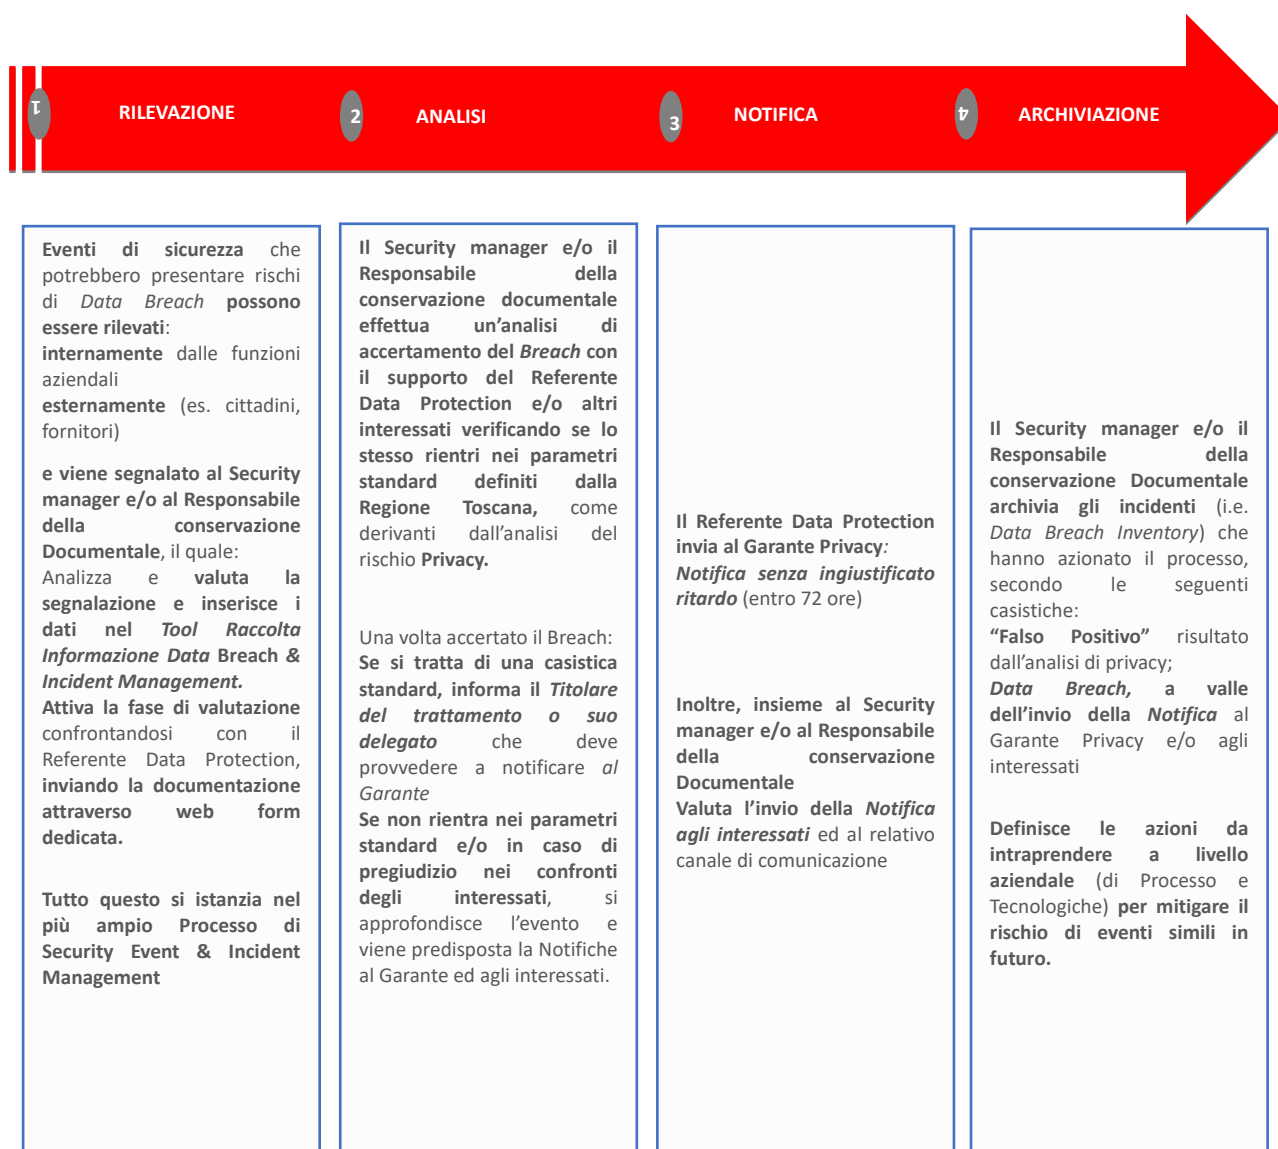 1
RILEVAZIONE
2
ANALISI
3
NOTIFICA
4
ARCHIVIAZIONE
Eventi di sicurezza che
potrebbero presentare rischi
di Data Breach possono
essere rilevati:
internamente dalle funzioni
aziendali
esternamente (es. cittadini,
fornitori)
e viene segnalato al Security
manager e/o al Responsabile
della conservazione
Documentale, il quale:
Analizza e valuta la
segnalazione e inserisce i
dati nel Tool Raccolta
Informazione Data Breach &
Incident Management.
Attiva la fase di valutazione
confrontandosi con il
Referente Data Protection,
inviando la documentazione
attraverso web form
dedicata.
Tutto questo si istanzia nel
più ampio Processo di
Security Event & Incident
Management
Il Security manager e/o il
Responsabile della
conservazione documentale
effettua un’analisi di
accertamento del Breach con
il supporto del Referente
Data Protection e/o altri
interessati verificando se lo
stesso rientri nei parametri
standard definiti dalla
Regione Toscana, come
derivanti dall’analisi del
rischio Privacy.
Una volta accertato il Breach:
Se si tratta di una casistica
standard, informa il Titolare
del trattamento o suo
delegato che deve
provvedere a notificare al
Garante
Se non rientra nei parametri
standard e/o in caso di
pregiudizio nei confronti
degli interessati, si
approfondisce l’evento e
viene predisposta la Notifiche
al Garante ed agli interessati.
Il Referente Data Protection
invia al Garante Privacy:
Notifica senza ingiustificato
ritardo (entro 72 ore)
Inoltre, insieme al Security
manager e/o al Responsabile
della conservazione
Documentale
Valuta l’invio della Notifica
agli interessati ed al relativo
canale di comunicazione
Il Security manager e/o il
Responsabile della
conservazione Documentale
archivia gli incidenti (i.e.
Data Breach Inventory) che
hanno azionato il processo,
secondo le seguenti
casistiche:
“Falso Positivo” risultato
dall’analisi di privacy;
Data Breach, a valle
dell’invio della Notifica al
Garante Privacy e/o agli
interessati
Definisce le azioni da
intraprendere a livello
aziendale (di Processo e
Tecnologiche) per mitigare il
rischio di eventi simili in
futuro.